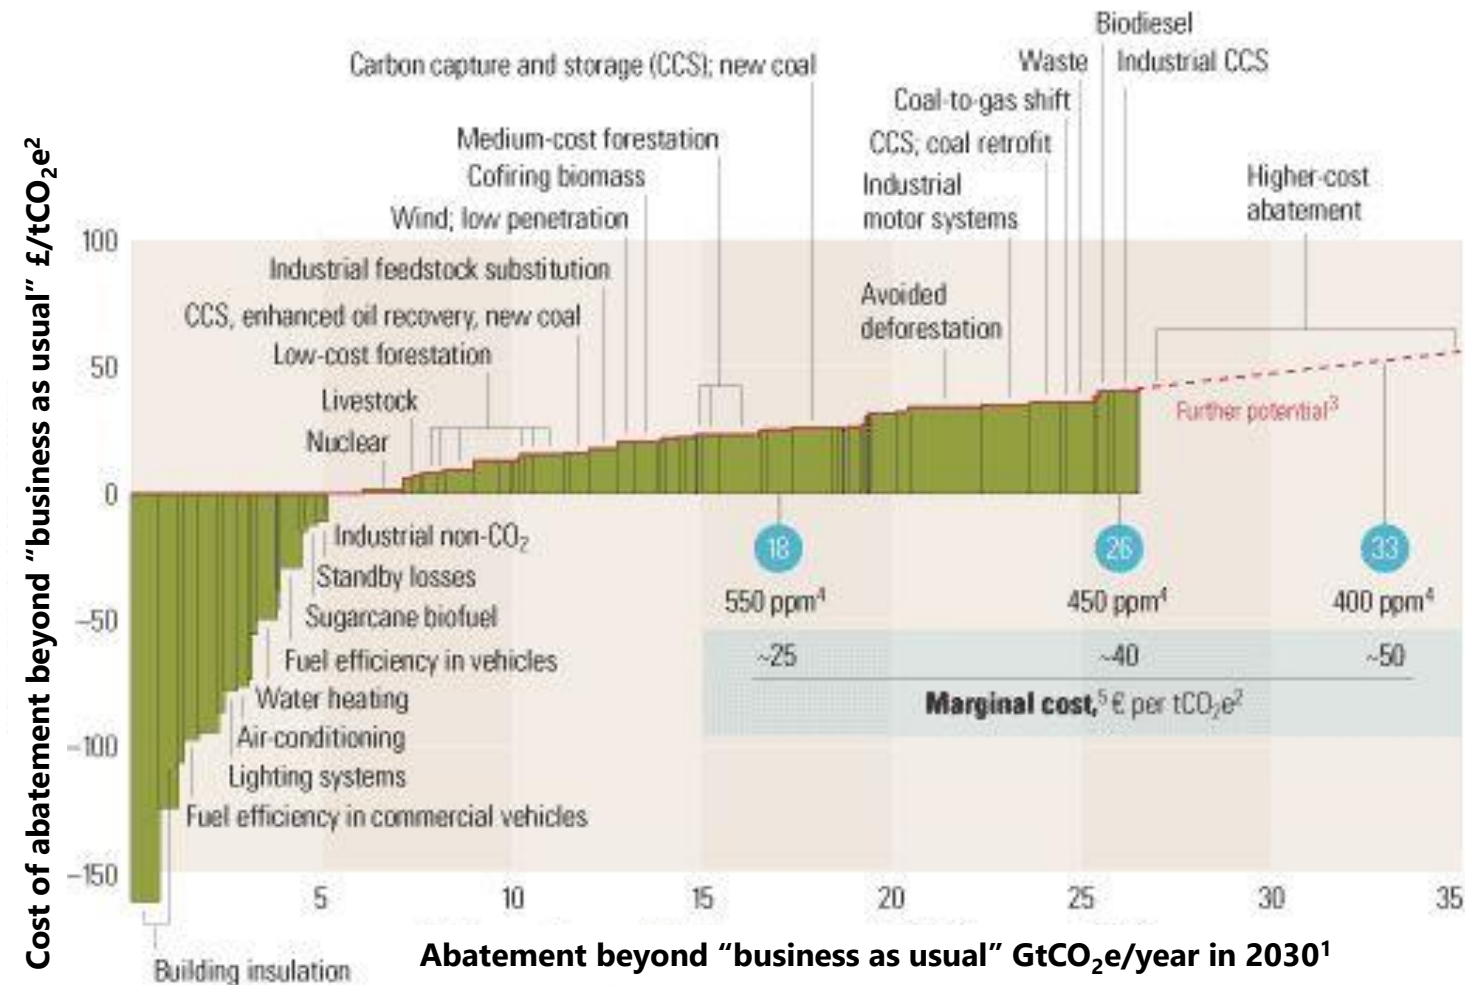 Biodiesel
Carbon capture and storage (CCS); new coal
Waste
Industrial CCS
Coal-to-gas shift
Medium-cost forestation
CCS; coal retrofit
Cofiring biomass
Industrial
motor systems
Higher-cost
abatement
Wind; low penetration
Industrial feedstock substitution
Avoided
deforestation
CCS, enhanced oil recovery, new coal
Low-cost forestation
Livestock
Nuclear
Further potential³
Cost of abatement beyond “business as usual” £/tCO₂e²
100
50
0
–50
–100
–150
Industrial non-CO₂
Standby losses
Sugarcane biofuel
Fuel efficiency in vehicles
Water heating
Air-conditioning
Lighting systems
Fuel efficiency in commercial vehicles
Building insulation
18
26
33
550 ppm⁴
450 ppm⁴
400 ppm⁴
~25
~40
~50
Marginal cost,⁵ € per tCO₂e²
5
10
15
20
25
30
35
Abatement beyond “business as usual” GtCO₂e/year in 2030¹